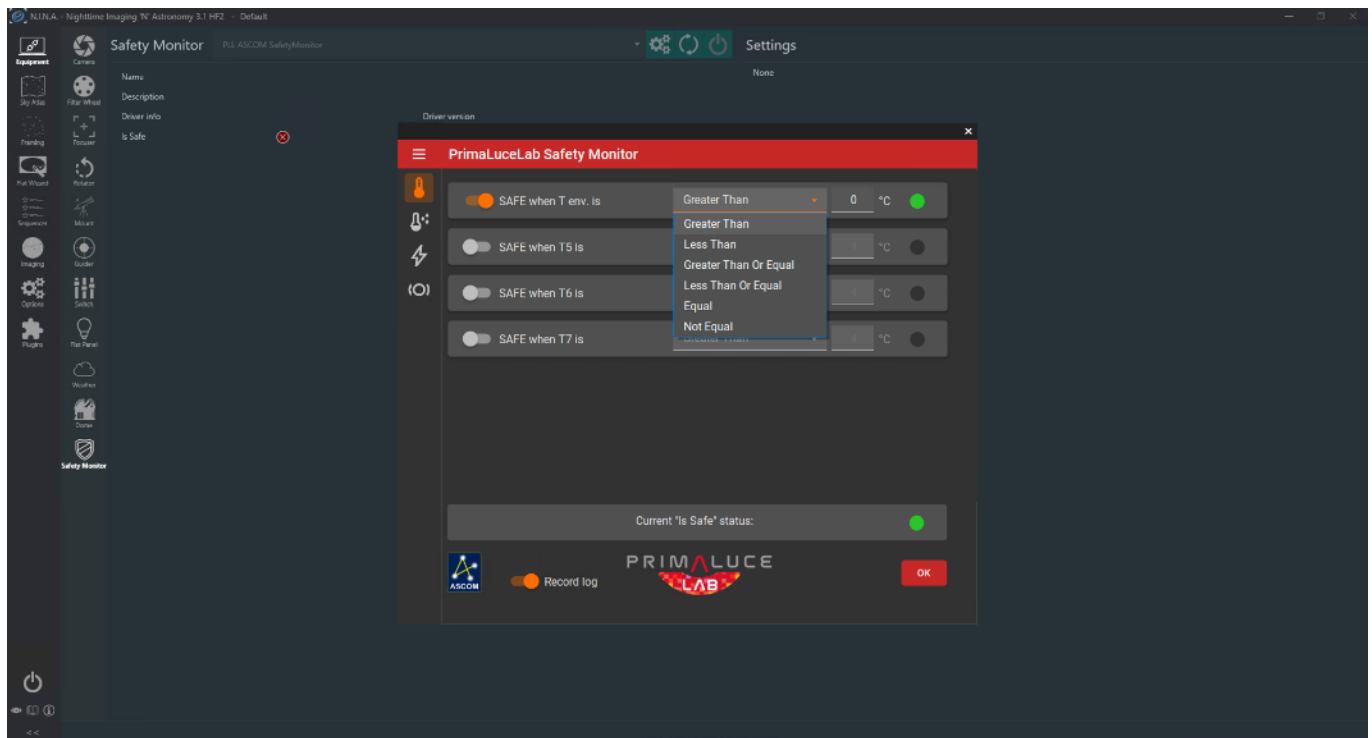 N.I.N.A. - Nighttime Imaging 'N' Astronomy 3.1 HF2 - Default
Equipment
Camera
Safety Monitor
PLL ASCOM SafetyMonitor
Settings
Name
None
Sky Atlas
Filter Wheel
Description
Driver info
Driver version
Is Safe
Framing
Focuser
PrimaLuceLab Safety Monitor
Flat Wizard
Rotator
SAFE when T env. is
Greater Than
0
°C
Sequencer
Mount
Greater Than
SAFE when T5 is
Less Than
°C
Imaging
Guider
Greater Than Or Equal
Less Than Or Equal
SAFE when T6 is
°C
Options
Switch
Equal
Not Equal
SAFE when T7 is
Greater Than
°C
Plugins
Flat Panel
Weather
Dome
Safety Monitor
Current "Is Safe" status:
PRIMALUCE
LAB
ASCOM
Record log
OK
<<